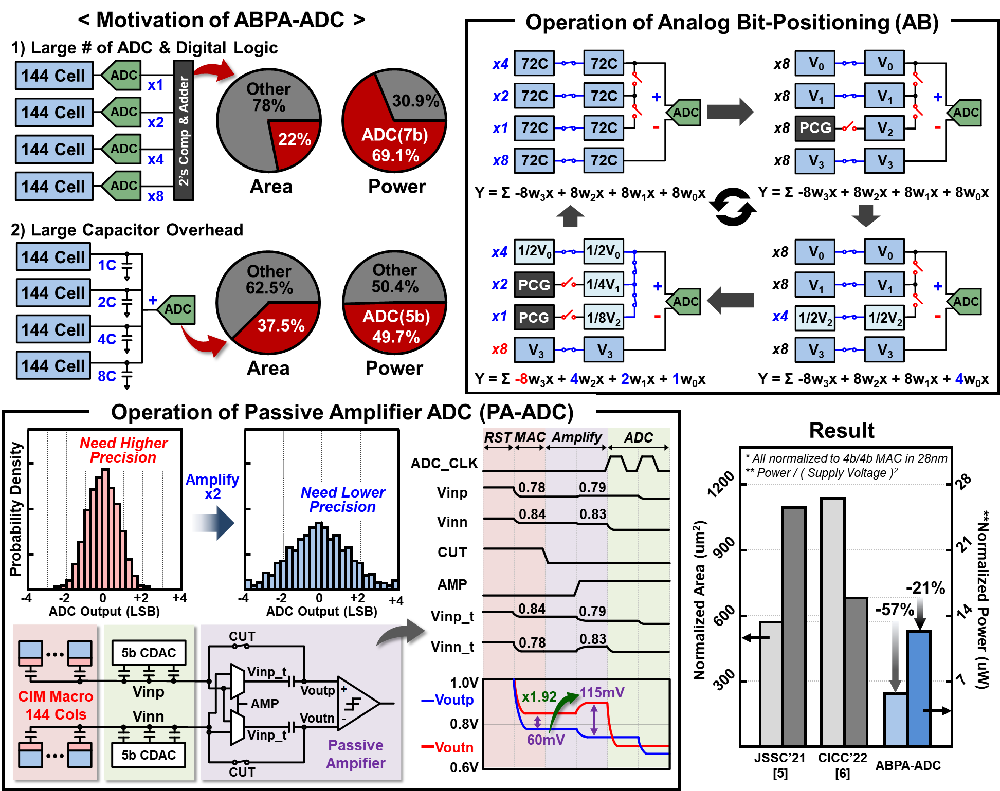 < Motivation of ABPA-ADC >
1) Large # of ADC & Digital Logic
144 Cell
ADC
x1
144 Cell
ADC
x2
144 Cell
ADC
x4
144 Cell
ADC
x8
2's Comp & Adder
Other
78%
22%
Area
30.9%
ADC(7b)
69.1%
Power
2) Large Capacitor Overhead
144 Cell
1C
144 Cell
2C
144 Cell
4C
144 Cell
8C
+
ADC
Other
62.5%
37.5%
Area
Other
50.4%
ADC(5b)
49.7%
Power
Operation of Analog Bit-Positioning (AB)
x4 72C 72C
x2 72C 72C
x1 72C 72C
x8 72C 72C
+
-
ADC
Y = Σ -8w3x + 8w2x + 8w1x + 8w0x
x8 V0 V0
x8 V1 V1
x8 PCG V2
x8 V3 V3
+
-
ADC
Y = Σ -8w3x + 8w2x + 8w1x + 8w0x
x4 1/2V0 1/2V0
x2 PCG 1/4V1
x1 PCG 1/8V2
x8 V3 V3
+
-
ADC
Y = Σ -8w3x + 4w2x + 2w1x + 1w0x
x8 V0 V0
x8 V1 V1
x4 1/2V2 1/2V2
x8 V3 V3
+
-
ADC
Y = Σ -8w3x + 8w2x + 8w1x + 4w0x
Operation of Passive Amplifier ADC (PA-ADC)
Probability Density
Need Higher
Precision
-4 -2 0 +2 +4
ADC Output (LSB)
Amplify
x2
Need Lower
Precision
-4 -2 0 +2 +4
ADC Output (LSB)
CIM Macro
144 Cols
5b CDAC
Vinp
Vinn
5b CDAC
CUT
Vinp_t
Voutp
AMP
Voutn
Vinp_t
CUT
+
-
Passive
Ampifier
RST MAC Amplify ADC
ADC_CLK
Vinp 0.78 0.79
Vinn 0.84 0.83
CUT
AMP
Vinp_t 0.84 0.79
Vinn_t 0.78 0.83
1.0V
Voutp
0.8V
Voutn
0.6V
x1.92
115mV
60mV
Result
* All normalized to 4b/4b MAC in 28nm
** Power / ( Supply Voltage )2
Normalized Area (um2)
1200
900
600
300
28
21
14
7
**Normalized Power (uW)
-57%
-21%
JSSC'21
[5]
CICC'22
[6]
ABPA-ADC